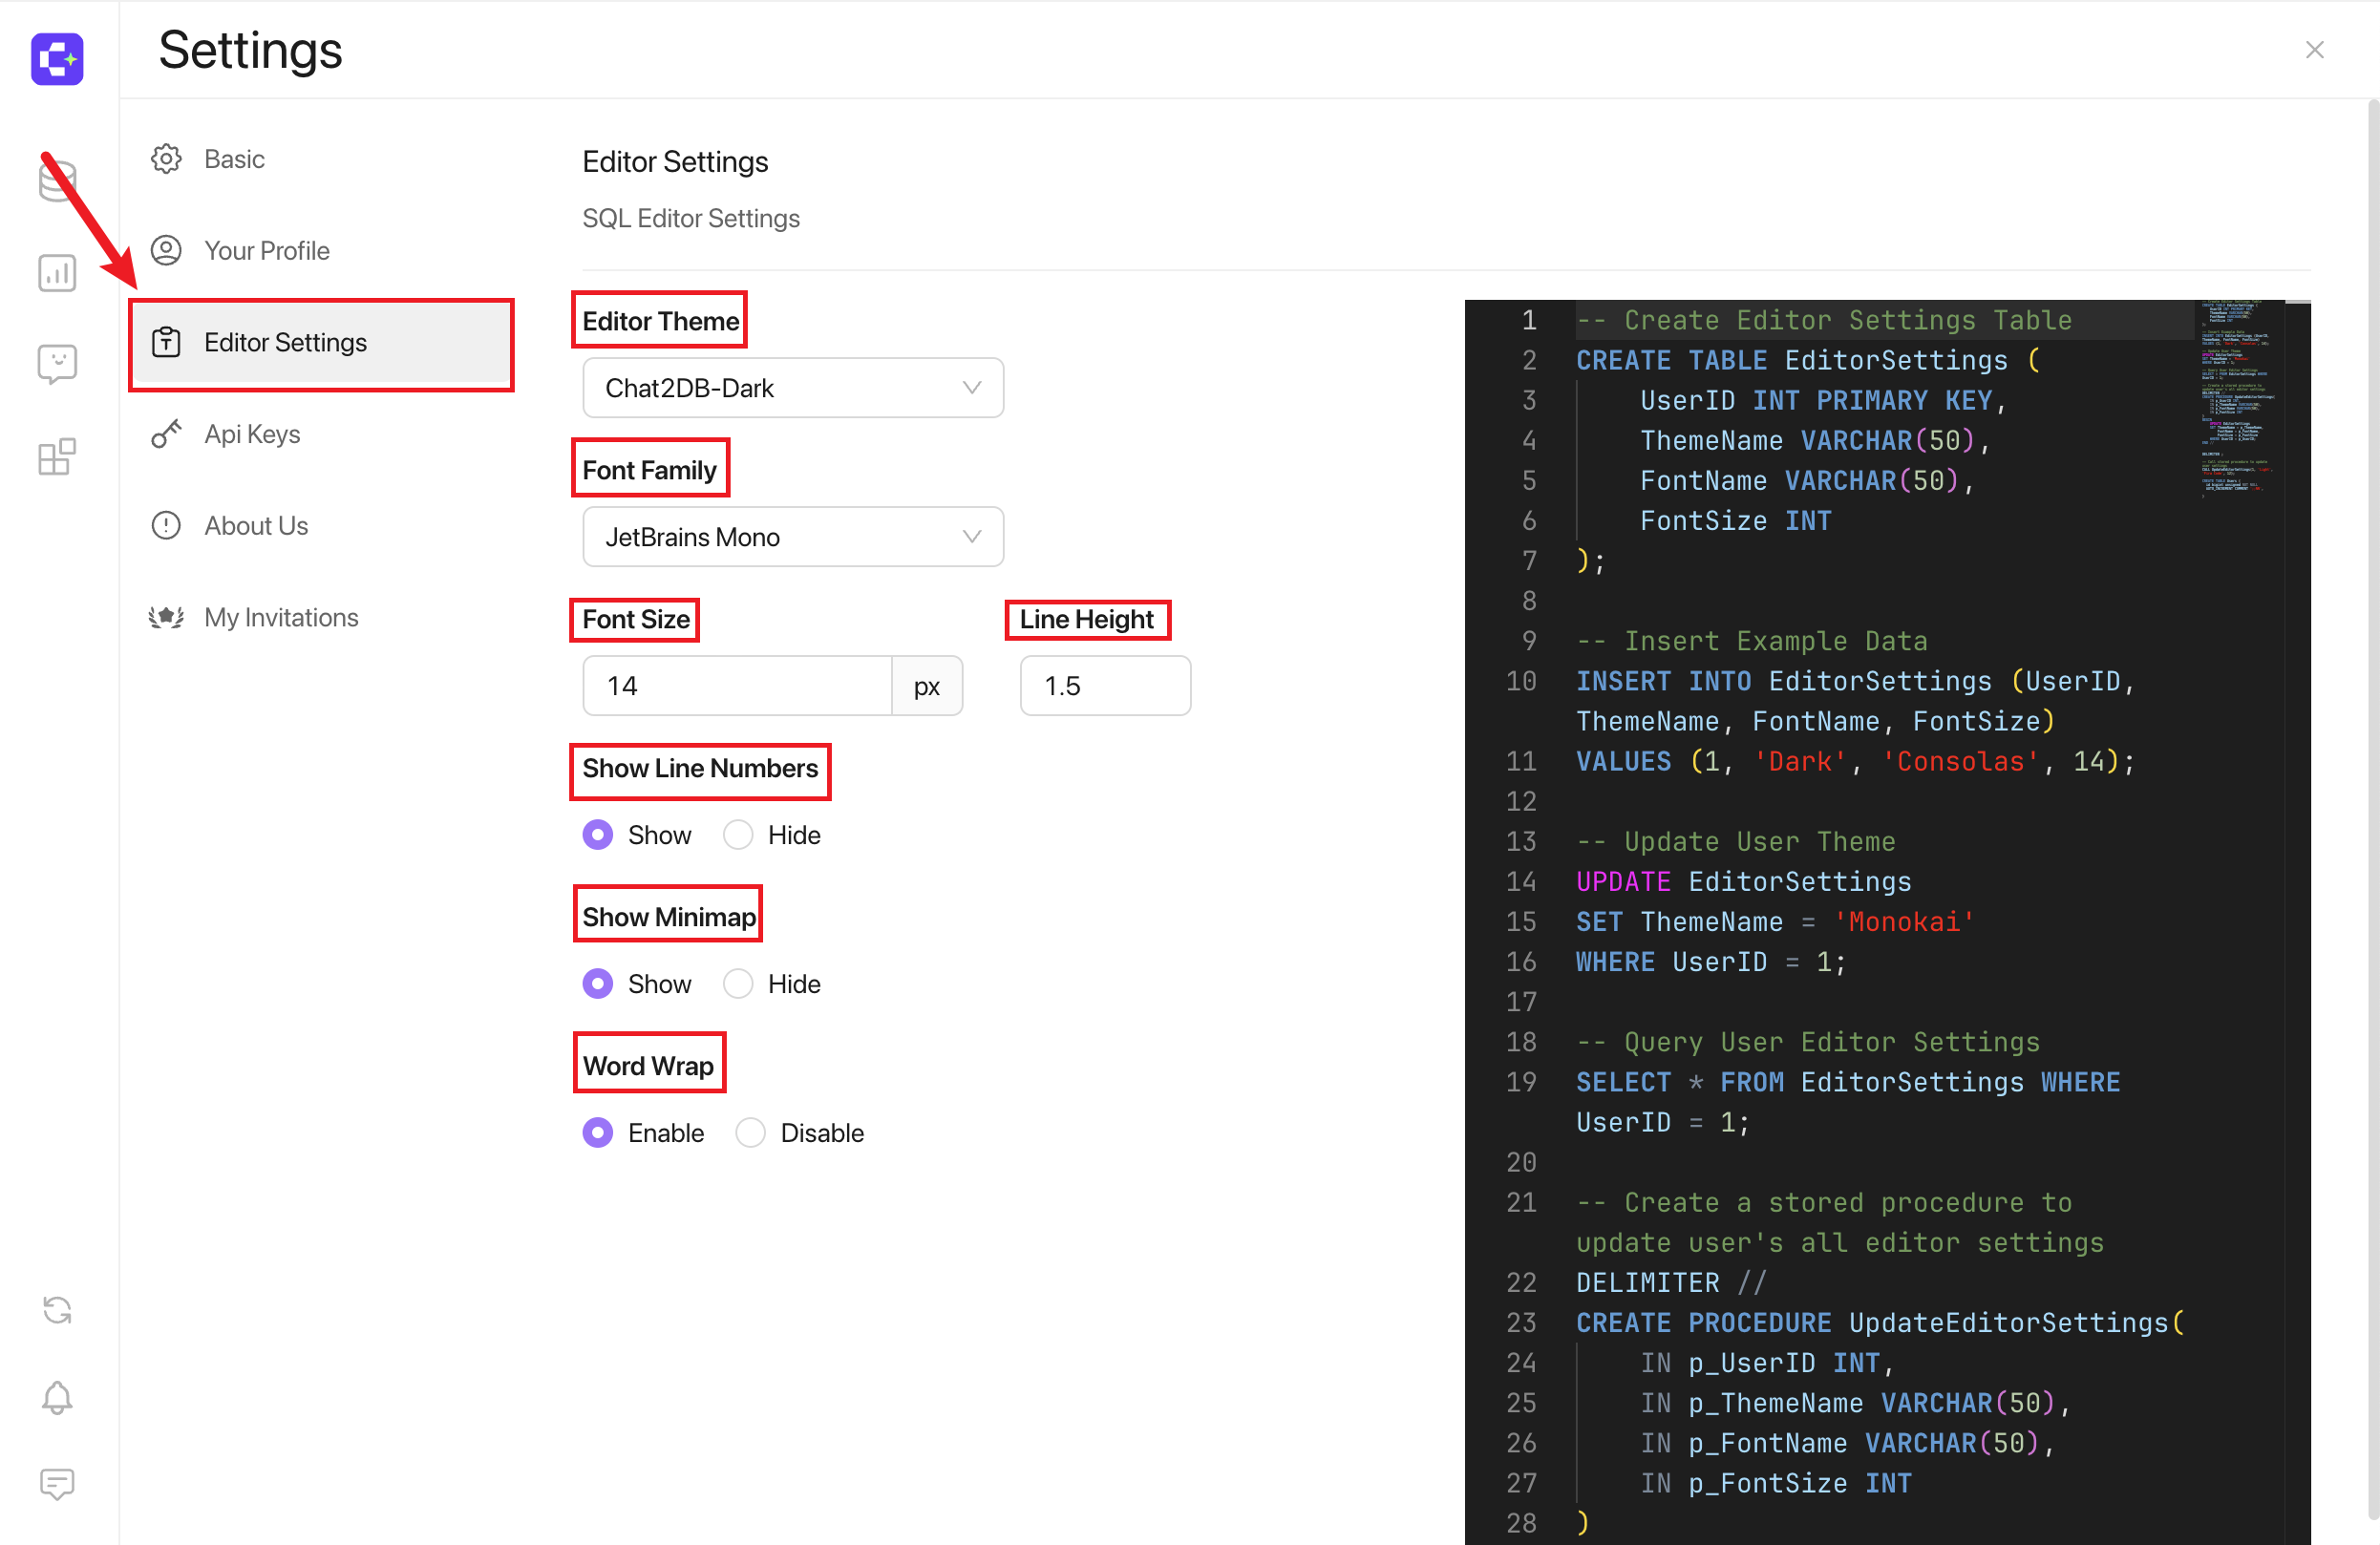 Settings
Basic
Your Profile
Editor Settings
Api Keys
About Us
My Invitations
Editor Settings
SQL Editor Settings
Editor Theme
Chat2DB-Dark
Font Family
JetBrains Mono
Font Size
Line Height
14 px
1.5
Show Line Numbers
Show Hide
Show Minimap
Show Hide
Word Wrap
Enable Disable
1 -- Create Editor Settings Table
2 CREATE TABLE EditorSettings (
3 UserID INT PRIMARY KEY,
4 ThemeName VARCHAR(50),
5 FontName VARCHAR(50),
6 FontSize INT
7 );
8
9 -- Insert Example Data
10 INSERT INTO EditorSettings (UserID,
ThemeName, FontName, FontSize)
11 VALUES (1, 'Dark', 'Consolas', 14);
12
13 -- Update User Theme
14 UPDATE EditorSettings
15 SET ThemeName = 'Monokai'
16 WHERE UserID = 1;
17
18 -- Query User Editor Settings
19 SELECT * FROM EditorSettings WHERE
UserID = 1;
20
21 -- Create a stored procedure to
update user's all editor settings
22 DELIMITER //
23 CREATE PROCEDURE UpdateEditorSettings(
24 IN p_UserID INT,
25 IN p_ThemeName VARCHAR(50),
26 IN p_FontName VARCHAR(50),
27 IN p_FontSize INT
28 )